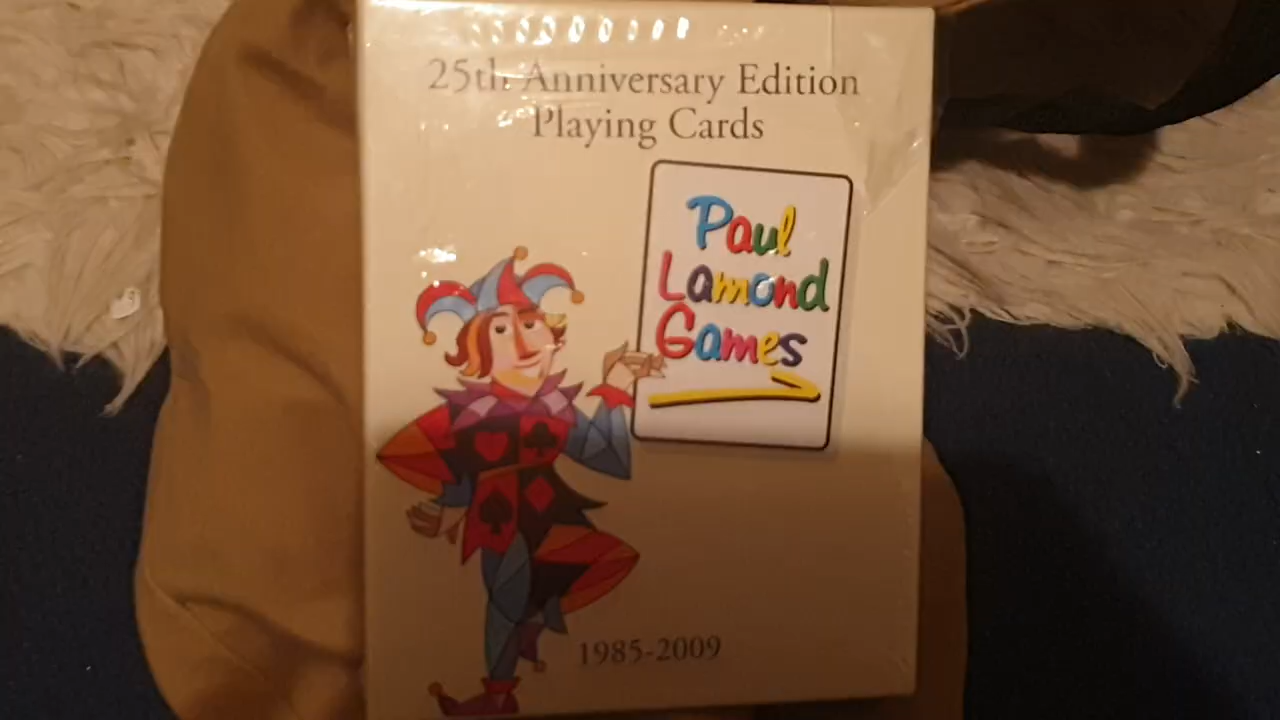 25th Anniversary Edition
Playing Cards
Paul
Lamond
Games
1985-2009